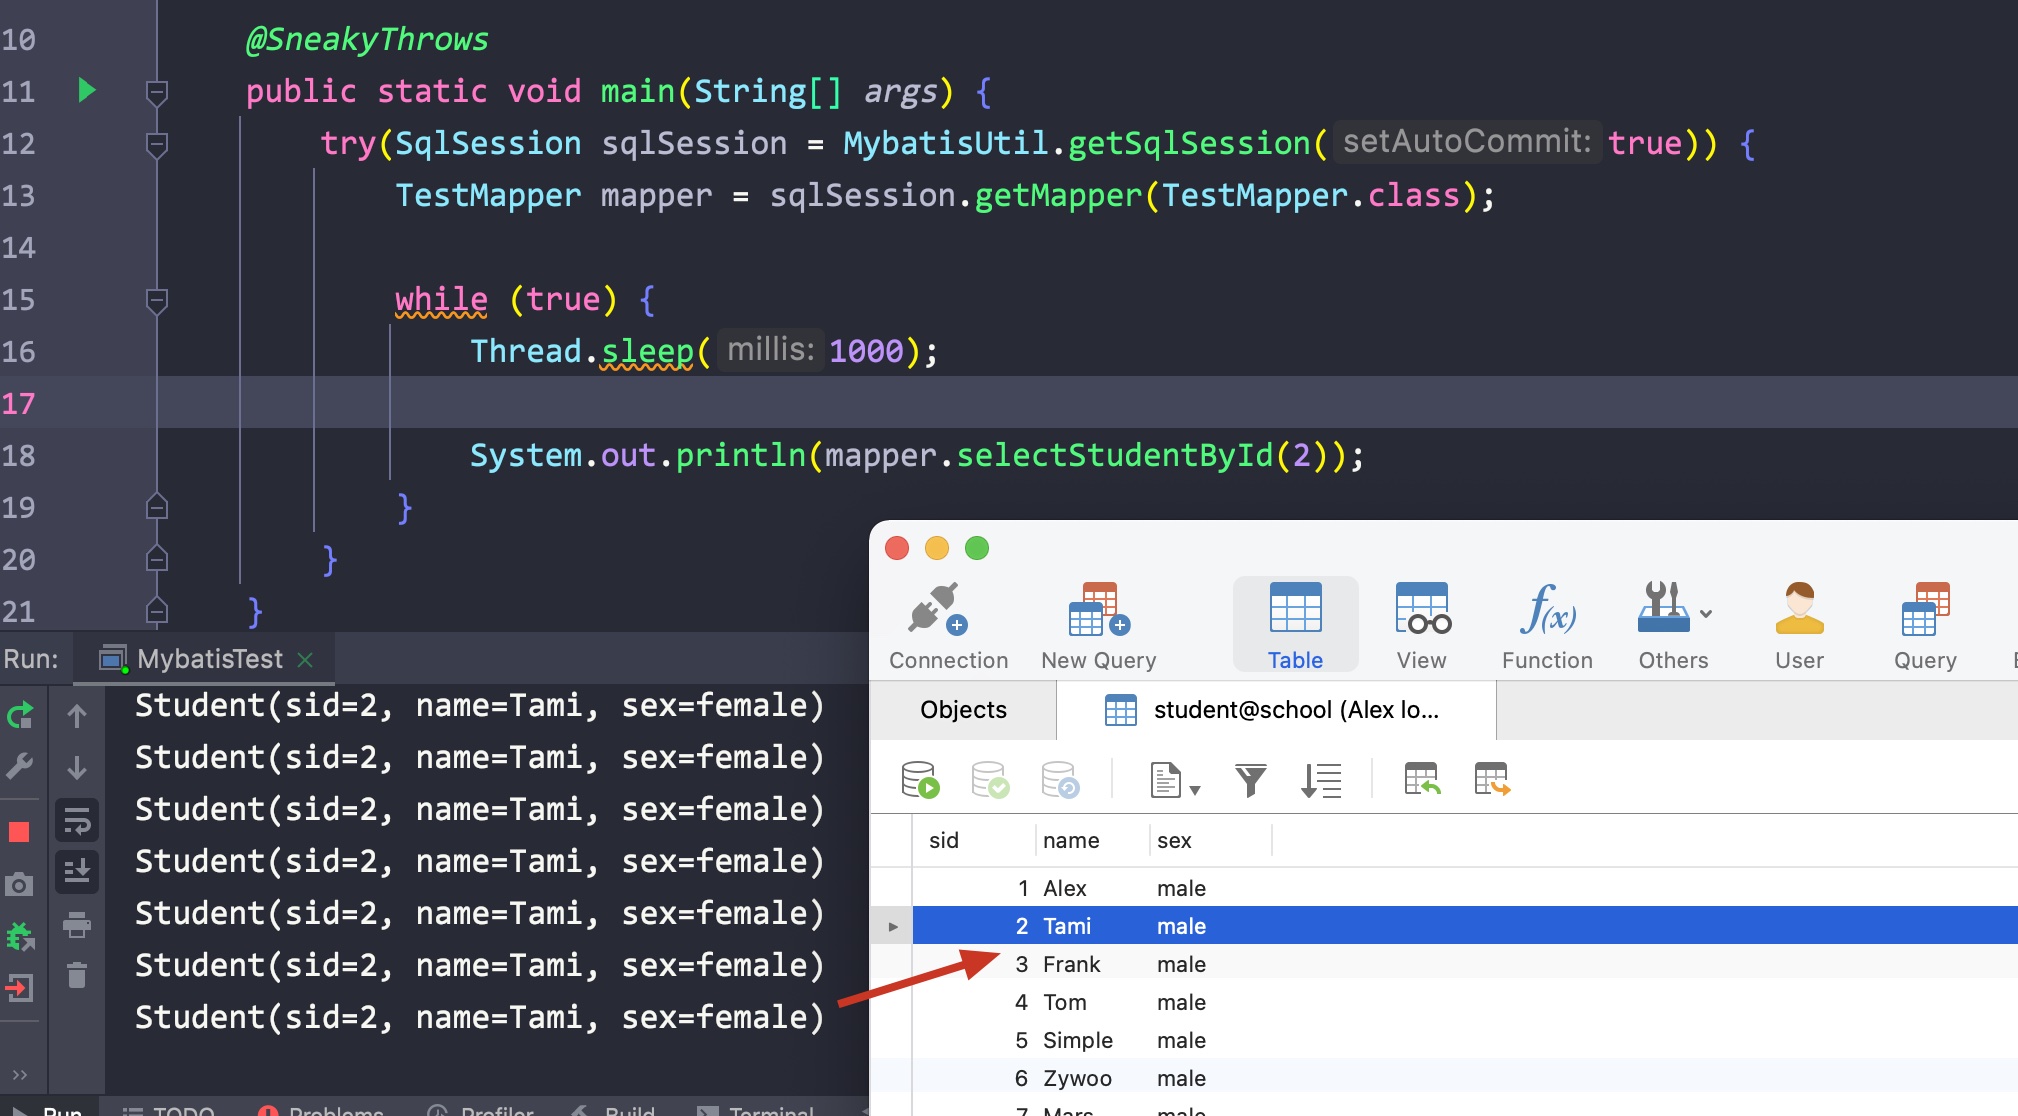 10 @SneakyThrows
11 public static void main(String[] args) {
12 try(SqlSession sqlSession = MybatisUtil.getSqlSession( setAutoCommit: true)) {
13 TestMapper mapper = sqlSession.getMapper(TestMapper.class);
14
15 while (true) {
16 Thread.sleep( millis: 1000);
17
18 System.out.println(mapper.selectStudentById(2));
19 }
20 }
21 }
Run: MybatisTest
Student(sid=2, name=Tami, sex=female)
Student(sid=2, name=Tami, sex=female)
Student(sid=2, name=Tami, sex=female)
Student(sid=2, name=Tami, sex=female)
Student(sid=2, name=Tami, sex=female)
Student(sid=2, name=Tami, sex=female)
Student(sid=2, name=Tami, sex=female)
Run TODO Problems Profiler Build Terminal
Connection New Query Table View Function Others User Query
Objects student@school (Alex lo...
sid name sex
1 Alex male
2 Tami male
3 Frank male
4 Tom male
5 Simple male
6 Zywoo male
7 Mars male